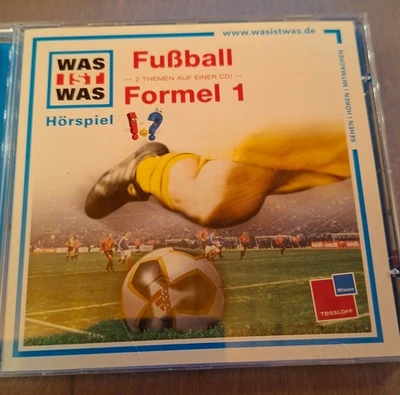 www.wasistwas.de
WAS
IST
WAS
Hörspiel
Fußball
— 2 THEMEN AUF EINER CD! —
Formel 1
!..?
SEHEN | HÖREN | MITMACHEN
Wissen
TESSLOFF